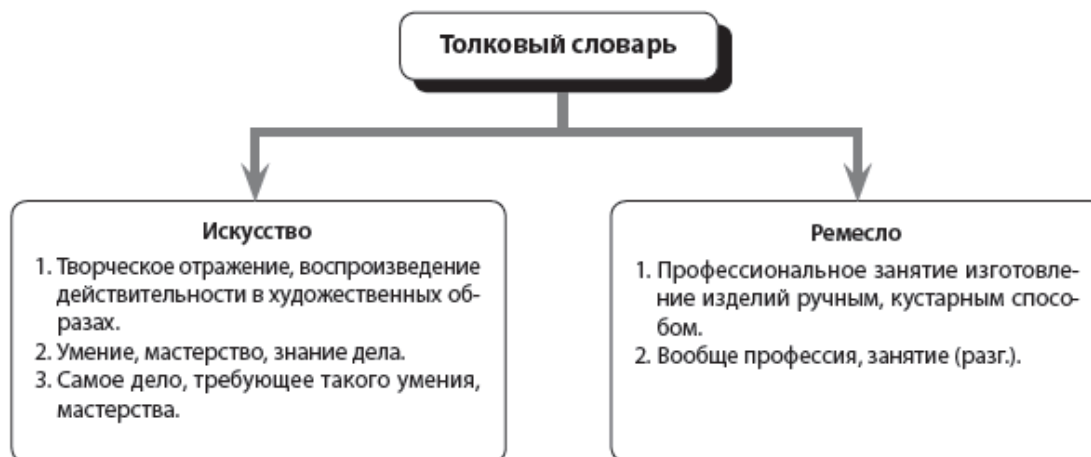 Толковый словарь
Искусство
1. Творческое отражение, воспроизведение
действительности в художественных об-
разах.
2. Умение, мастерство, знание дела.
3. Самое дело, требующее такого умения,
мастерства.
Ремесло
1. Профессиональное занятие изготовле-
ние изделий ручным, кустарным спосо-
бом.
2. Вообще профессия, занятие (разг.).